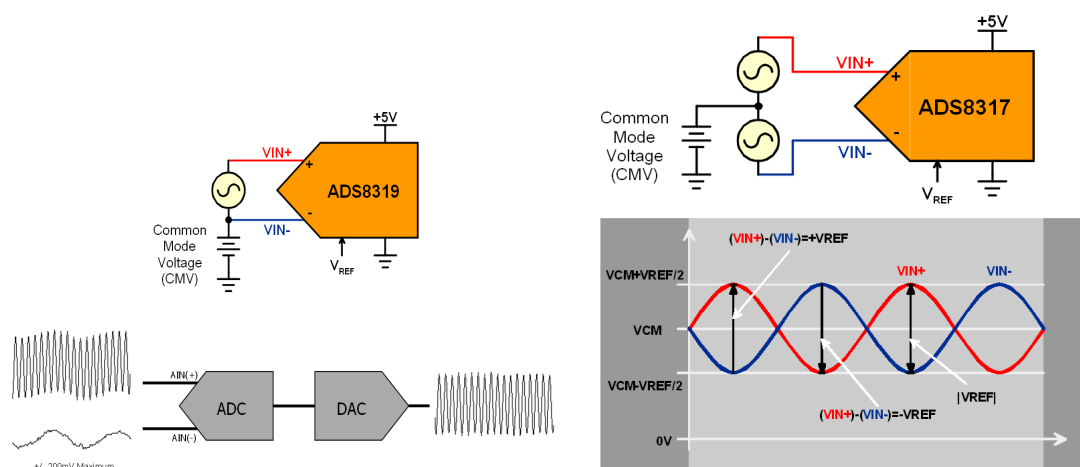 +5V
VIN+
+
ADS8319
-
VIN-
Common
Mode
Voltage
(CMV)
VREF
AIN(+)
ADC
DAC
AIN(-)
+/- 200mV Maximum
+5V
VIN+
+
ADS8317
-
VIN-
Common
Mode
Voltage
(CMV)
VREF
(VIN+)-(VIN-)=+VREF
VCM+VREF/2
VIN+
VIN-
VCM
VCM-VREF/2
|VREF|
(VIN+)-(VIN-)=-VREF
0V